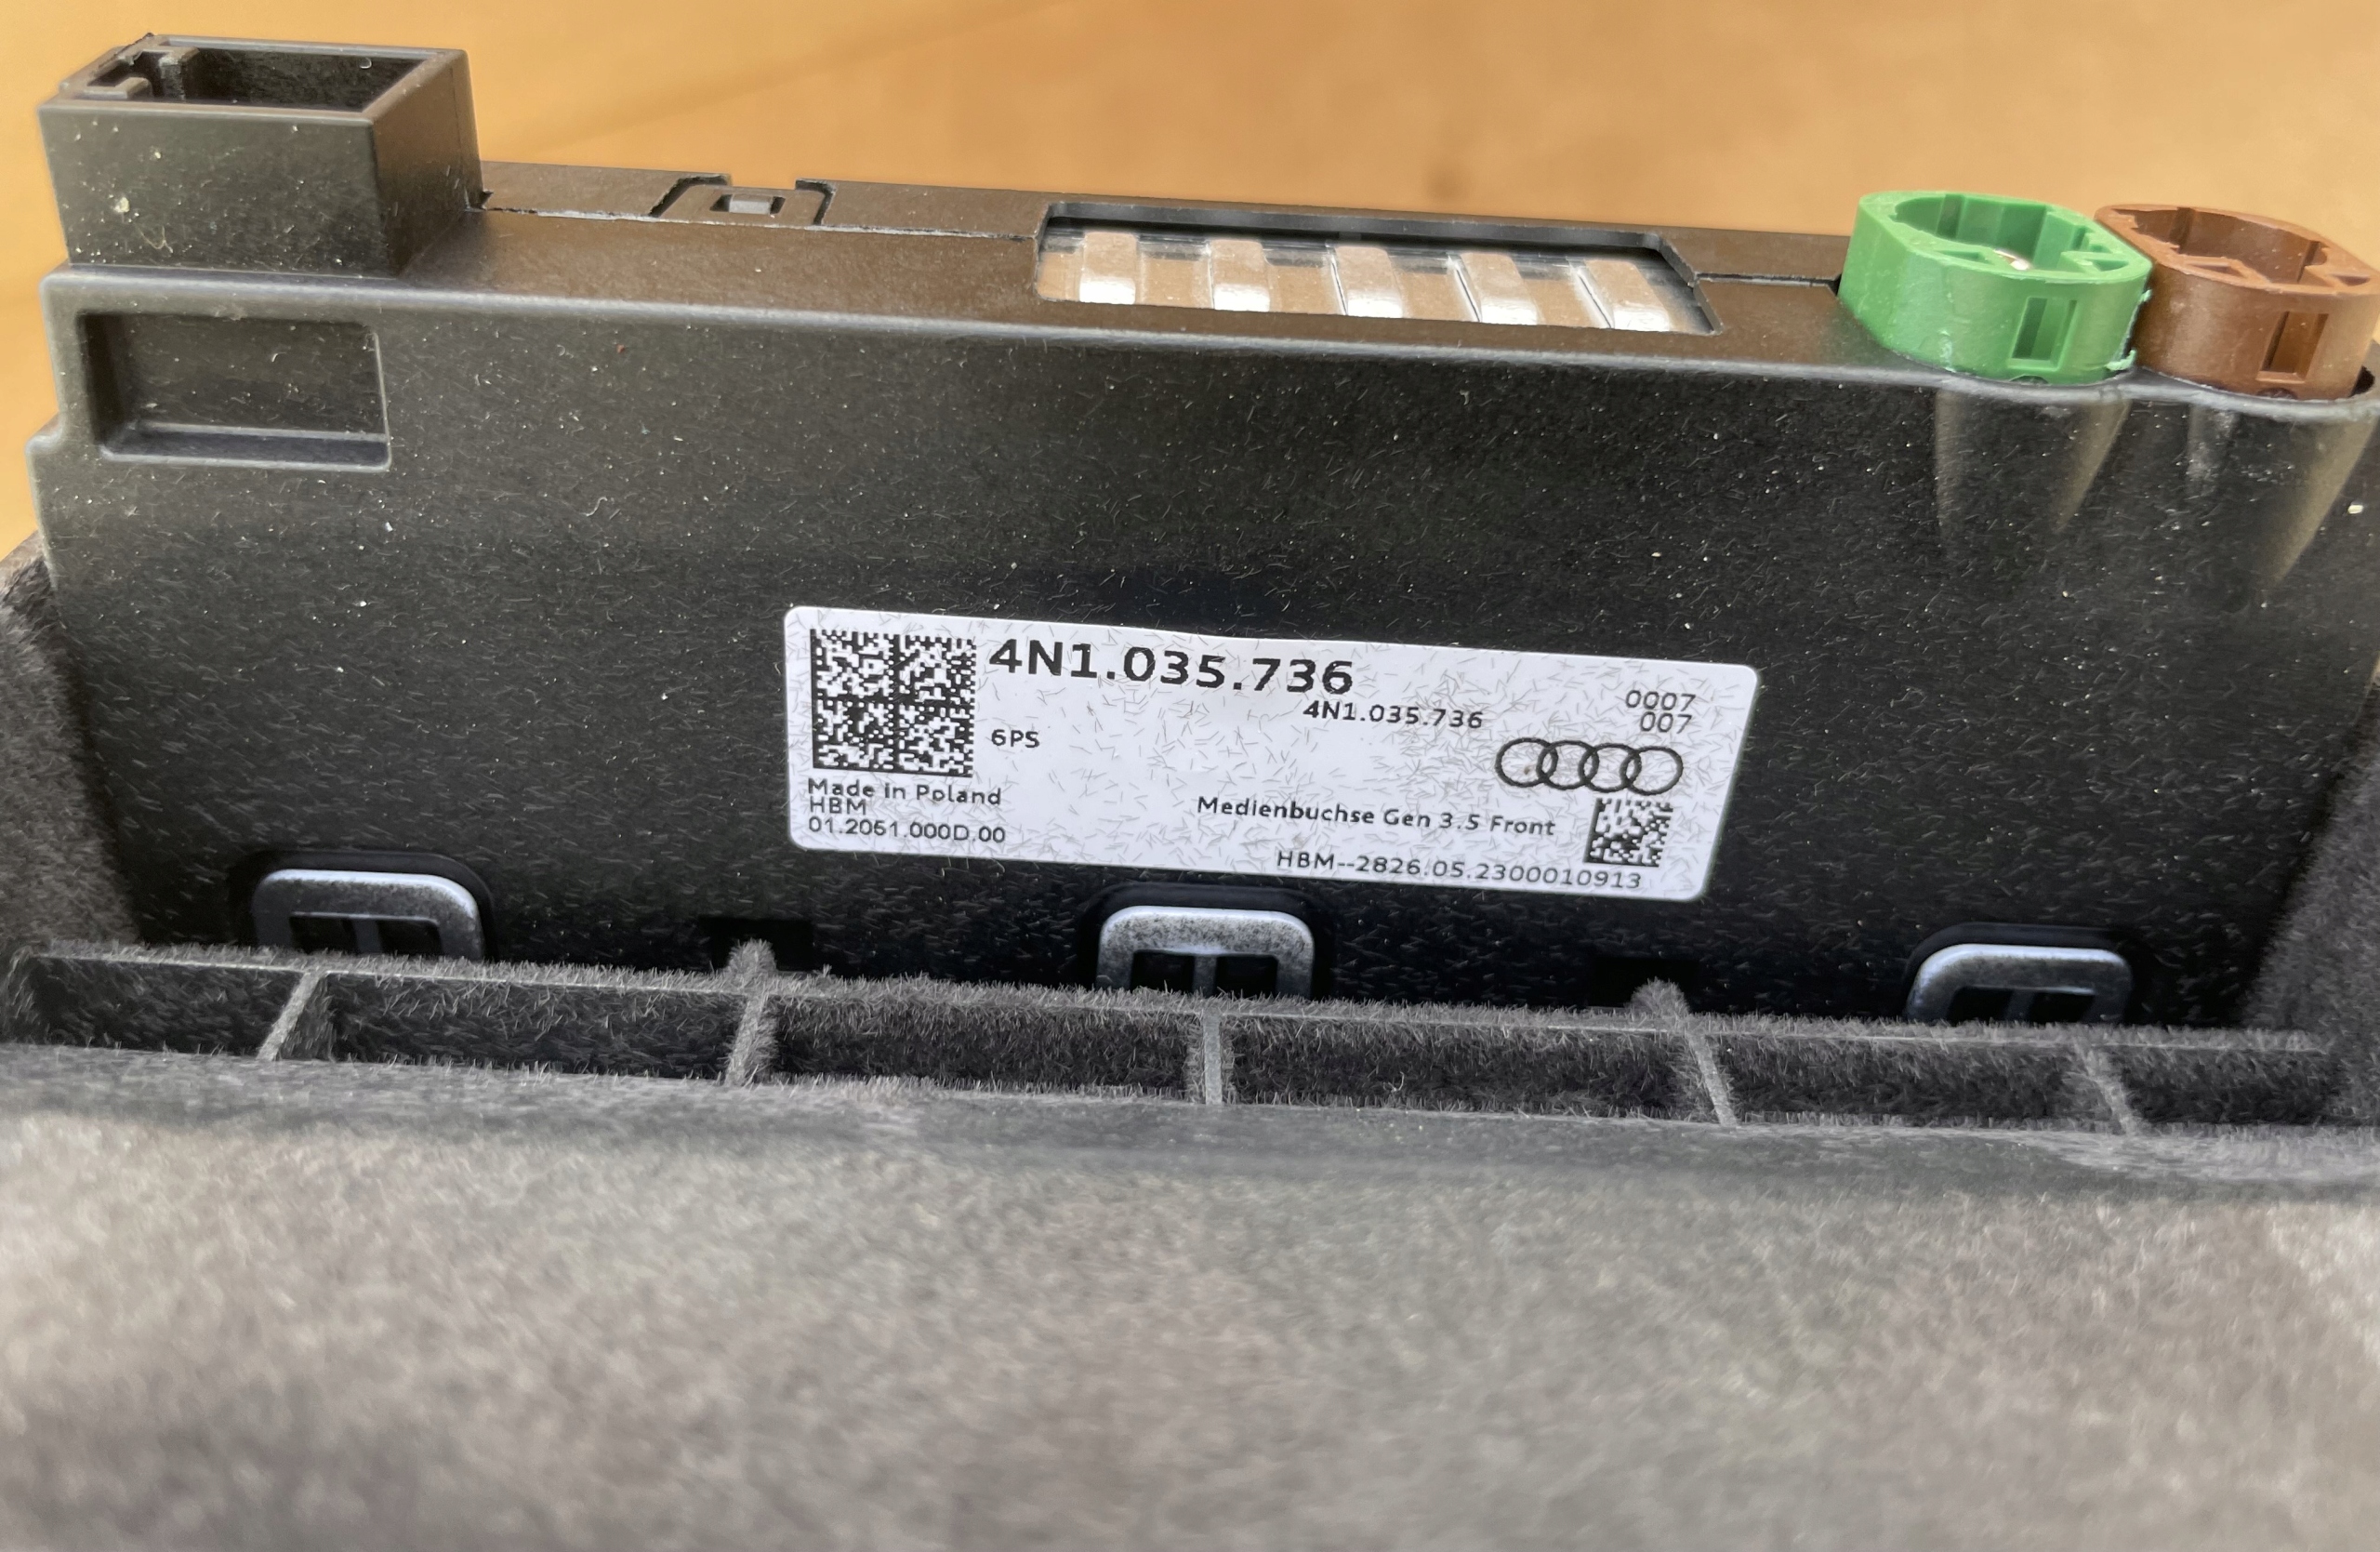 4N1.035.736
4N1.035.736
0007
007
6PS
Made in Poland
HBM
01.2061.000D.00
Medienbuchse Gen 3.5 Front
HBM--2826.05.2300010913